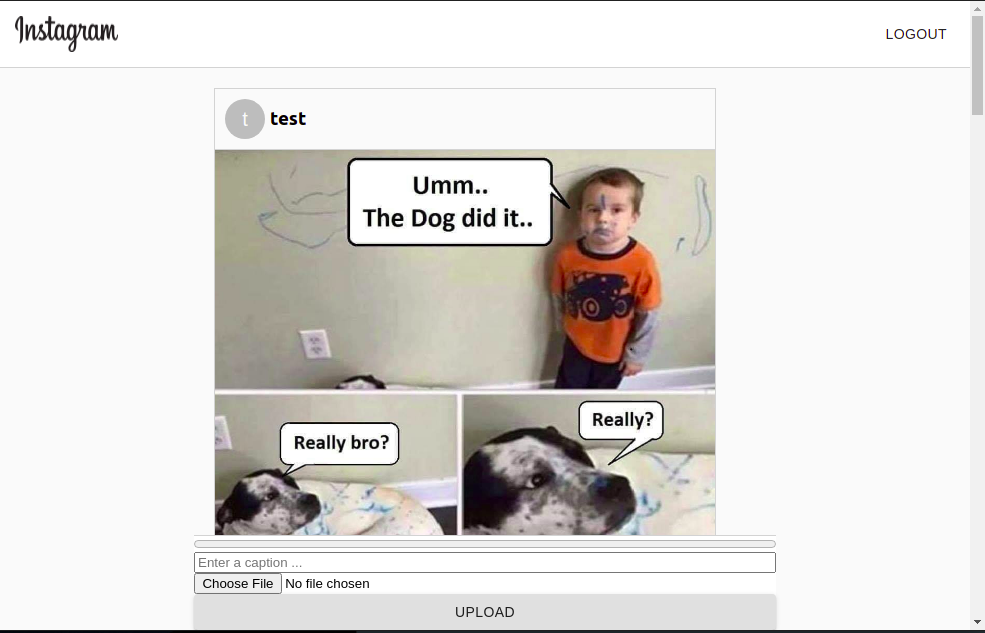 Instagram
LOGOUT
t
test
Umm..
The Dog did it..
Really bro?
Really?
Enter a caption ...
Choose File No file chosen
UPLOAD